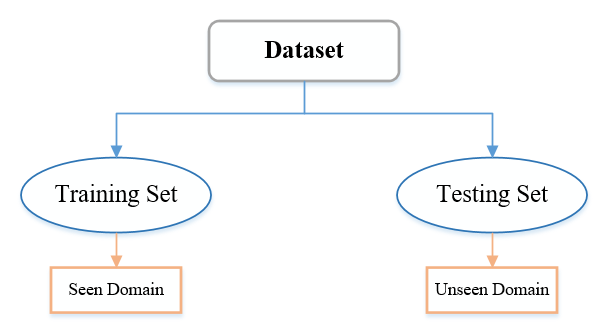 Dataset
Training Set
Testing Set
Seen Domain
Unseen Domain